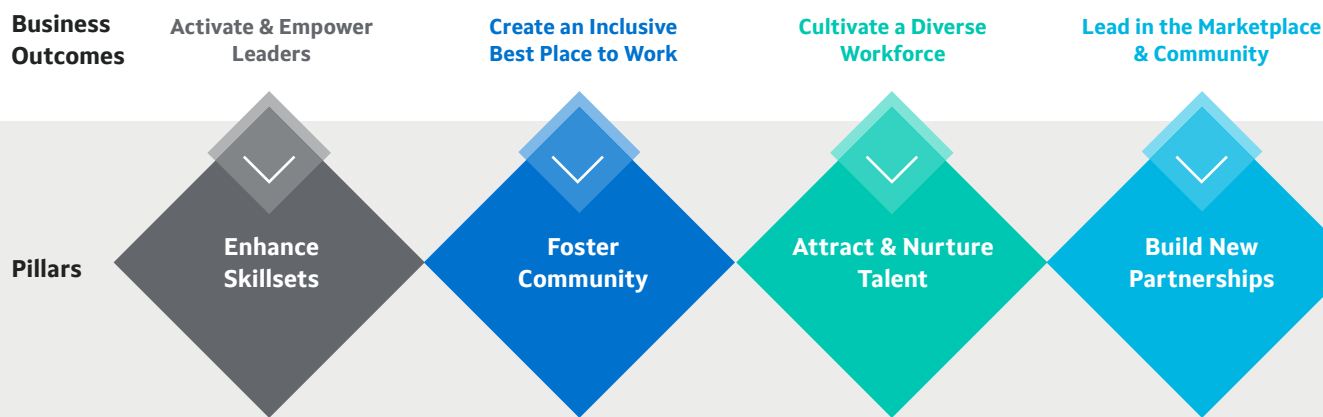 Business
Outcomes
Activate & Empower
Leaders
Create an Inclusive
Best Place to Work
Cultivate a Diverse
Workforce
Lead in the Marketplace
& Community
Pillars
Enhance
Skillsets
Foster
Community
Attract & Nurture
Talent
Build New
Partnerships